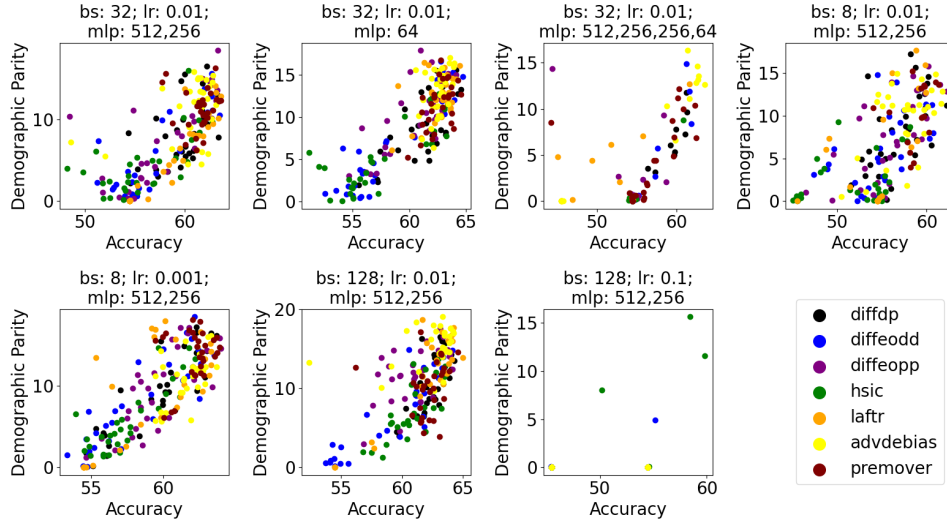 bs: 32; lr: 0.01;
mlp: 512,256
bs: 32; lr: 0.01;
mlp: 64
bs: 32; lr: 0.01;
mlp: 512,256,256,64
bs: 8; lr: 0.01;
mlp: 512,256
Demographic Parity
10
0
50
60
Accuracy
Demographic Parity
15
10
5
0
55
60
65
Accuracy
Demographic Parity
15
10
5
0
50
60
Accuracy
Demographic Parity
15
10
5
0
50
60
Accuracy
bs: 8; lr: 0.001;
mlp: 512,256
bs: 128; lr: 0.01;
mlp: 512,256
bs: 128; lr: 0.1;
mlp: 512,256
Demographic Parity
10
0
55
60
Accuracy
Demographic Parity
20
10
0
55
60
65
Accuracy
Demographic Parity
15
10
5
0
50
60
Accuracy
diffdp
diffeodd
diffeopp
hsic
laftr
advdebias
premover